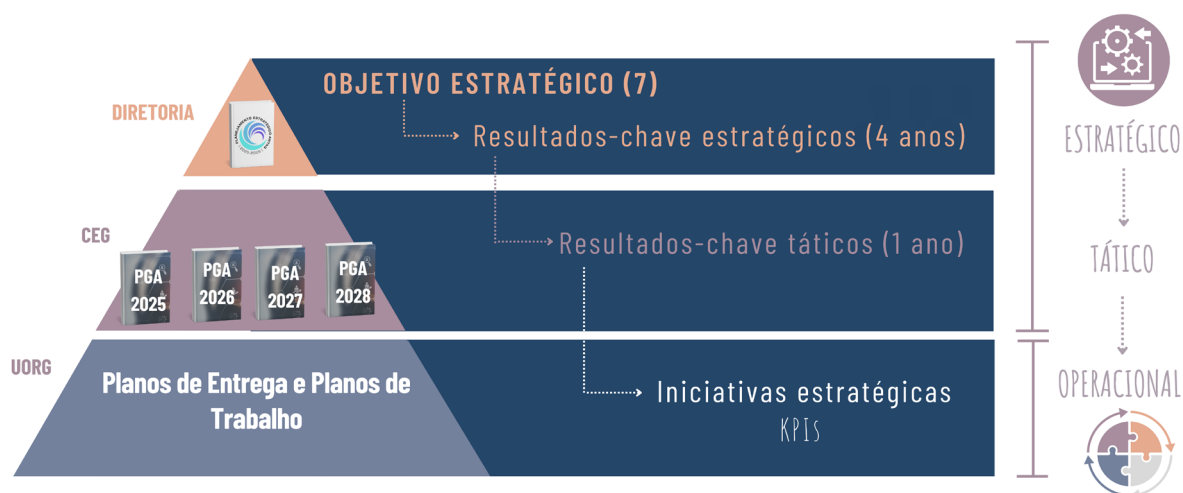 OBJETIVO ESTRATÉGICO (7)
DIRETORIA
Resultados-chave estratégicos (4 anos)
ESTRATÉGICO
CEG
Resultados-chave táticos (1 ano)
TÁTICO
PGA
2025
PGA
2026
PGA
2027
PGA
2028
UORG
Planos de Entrega e Planos de
Trabalho
Iniciativas estratégicas
KPIs
OPERACIONAL